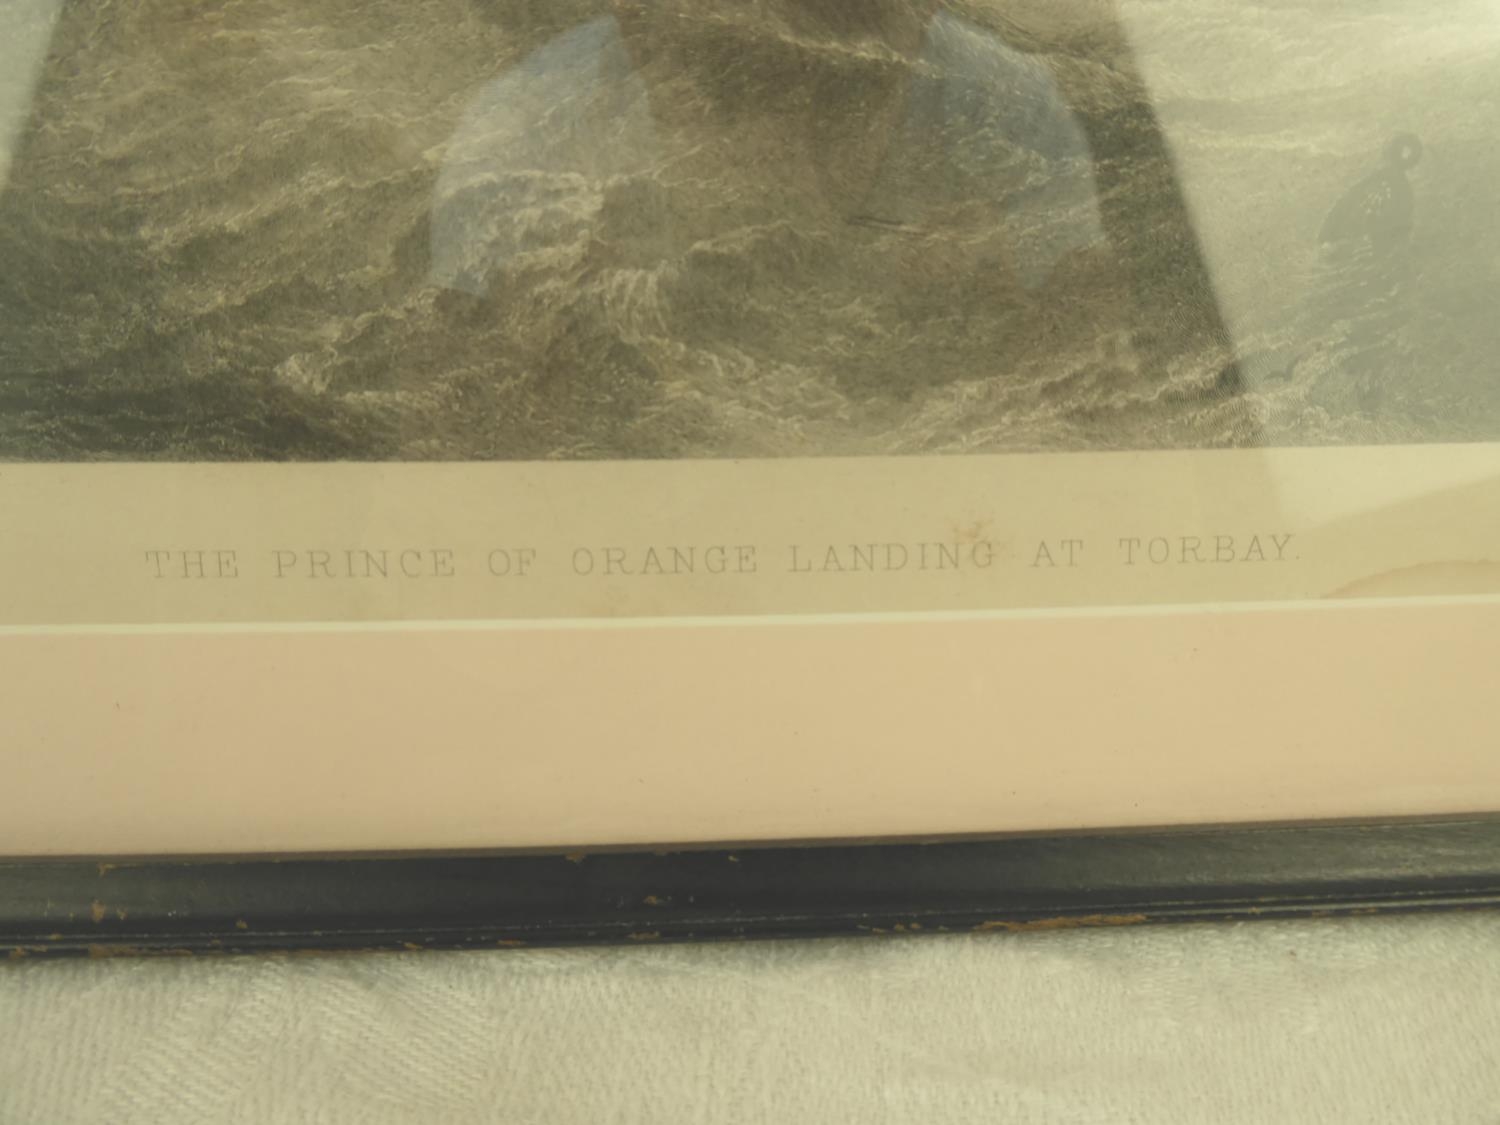 THE PRINCE OF ORANGE LANDING AT TORBAY.